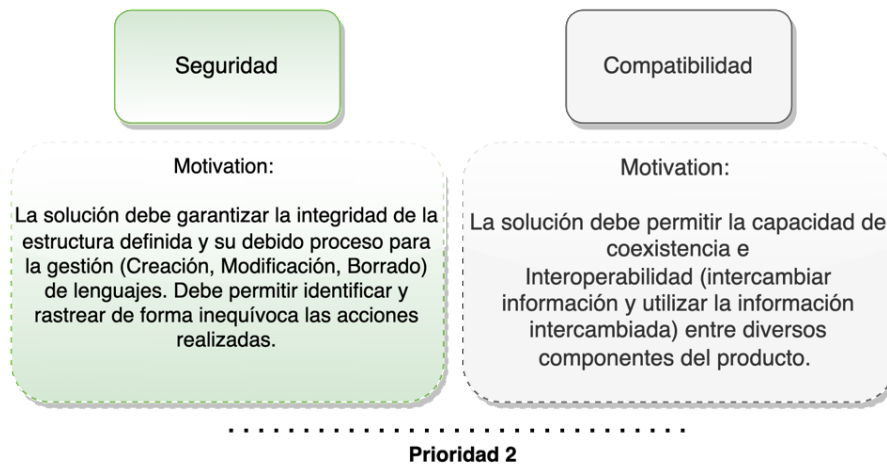 Seguridad
Motivation:
La solución debe garantizar la integridad de la
estructura definida y su debido proceso para
la gestión (Creación, Modificación, Borrado)
de lenguajes. Debe permitir identificar y
rastrear de forma inequívoca las acciones
realizadas.
Compatibilidad
Motivation:
La solución debe permitir la capacidad de
coexistencia e
Interoperabilidad (intercambiar
información y utilizar la información
intercambiada) entre diversos
componentes del producto.
Prioridad 2